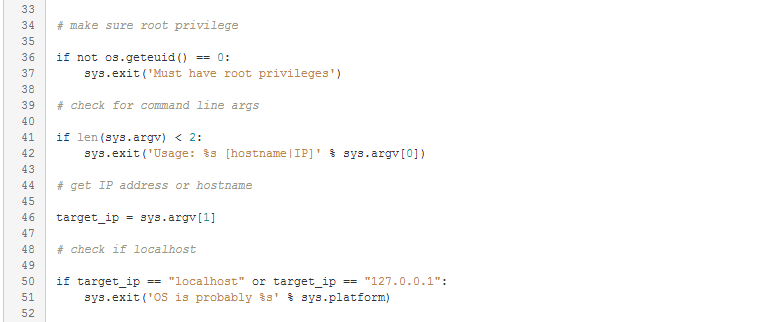 33
34 # make sure root privilege
35
36 if not os.geteuid() == 0:
37     sys.exit('Must have root privileges')
38
39 # check for command line args
40
41 if len(sys.argv) < 2:
42     sys.exit('Usage: %s [hostname|IP]' % sys.argv[0])
43
44 # get IP address or hostname
45
46 target_ip = sys.argv[1]
47
48 # check if localhost
49
50 if target_ip == "localhost" or target_ip == "127.0.0.1":
51     sys.exit('OS is probably %s' % sys.platform)
52